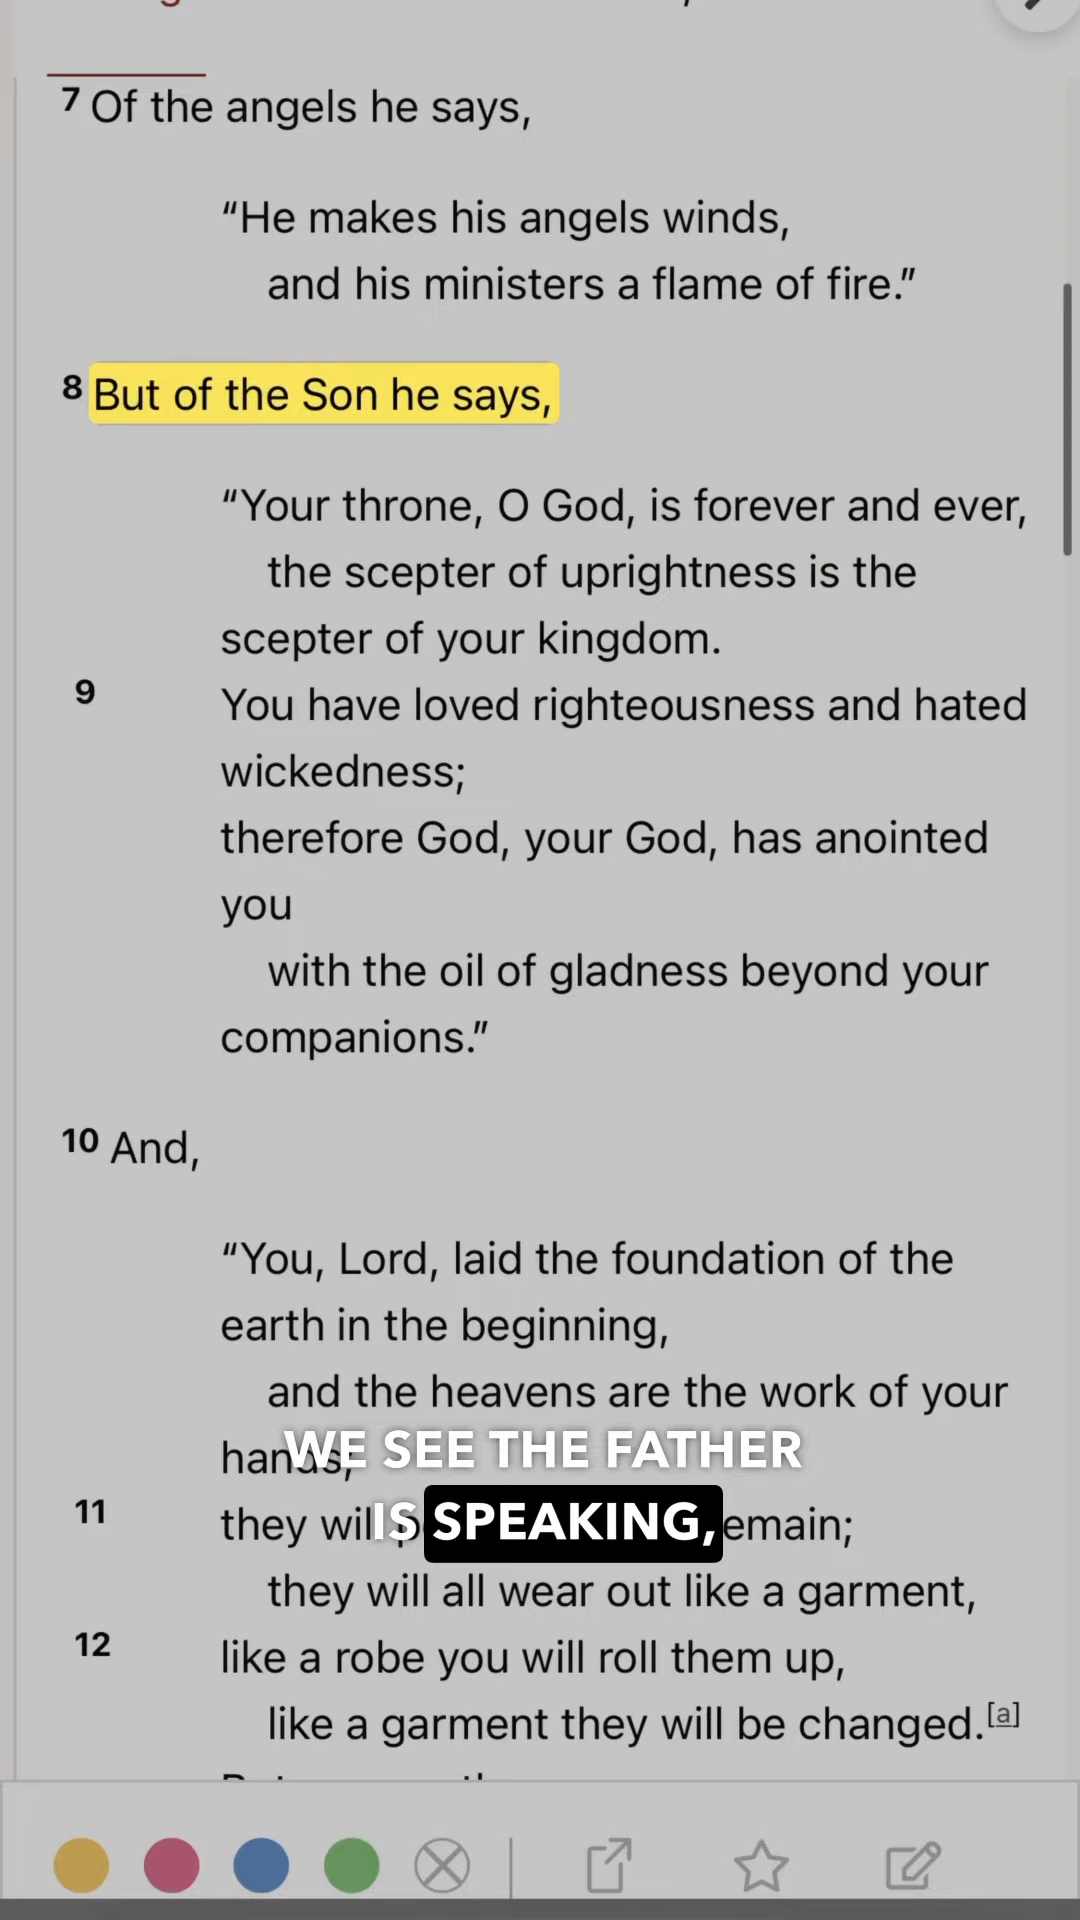 7 Of the angels he says,
“He makes his angels winds,
and his ministers a flame of fire.”
8 But of the Son he says,
“Your throne, O God, is forever and ever,
the scepter of uprightness is the
scepter of your kingdom.
9 You have loved righteousness and hated
wickedness;
therefore God, your God, has anointed
you
with the oil of gladness beyond your
companions.”
10 And,
“You, Lord, laid the foundation of the
earth in the beginning,
and the heavens are the work of your
hands,
WE SEE THE FATHER
IS SPEAKING,
11 they will
they will all wear out like a garment,
12 like a robe you will roll them up,
like a garment they will be changed.[a]